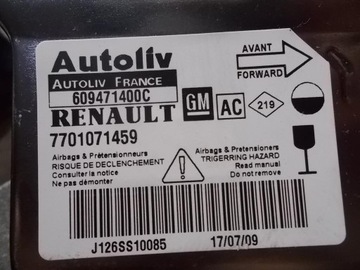 Autoliv
AUTOLIV FRANCE
609471400C
RENAULT
7701071459
AVANT
FORWARD
GM
AC
219
Airbags & Prétensionneurs
RISQUE DE DECLENCHEMENT
Consulter la notice
Ne pas démonter
Airbags & Pretensioners
TRIGERRING HAZARD
Read manual
Do not remove
J126SS10085
17/07/09